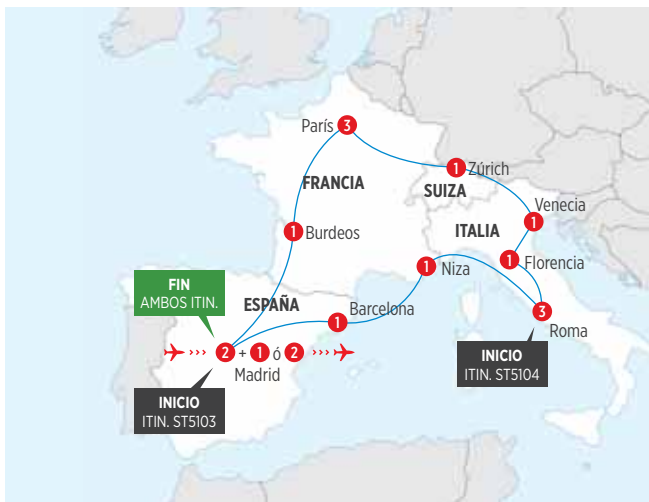 París 3
1 Zúrich
FRANCIA
SUIZA
Venecia
1
ITALIA
1 Burdeos
1 Florencia
1
Niza
FIN
AMBOS ITIN.
ESPAÑA
Barcelona
1
3
Roma
2 + 1 ó 2
Madrid
INICIO
ITIN. ST5104
INICIO
ITIN. ST5103